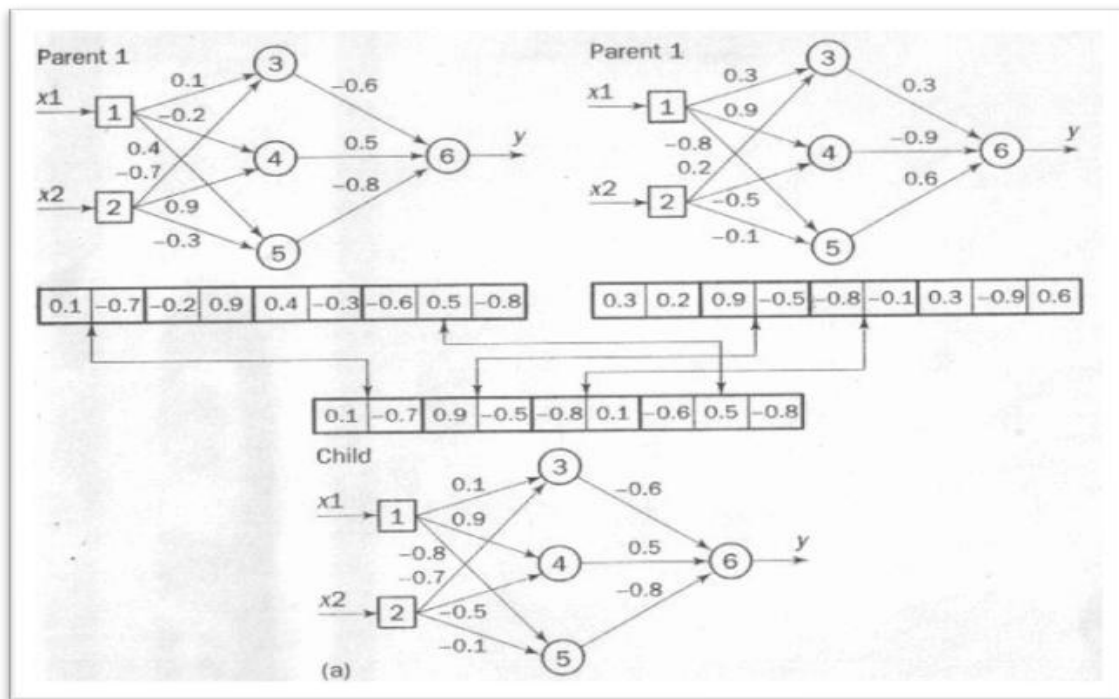 Parent 1
x1 1 0.1 -0.2 3 -0.6
0.4 4 0.5 6 y
-0.7 -0.8
x2 2 0.9
-0.3 5
0.1 -0.7 -0.2 0.9 0.4 -0.3 -0.6 0.5 -0.8
Parent 1
x1 1 0.3 0.9 3 0.3
-0.8 4 -0.9 6 y
0.2 0.6
x2 2 -0.5
-0.1 5
0.3 0.2 0.9 -0.5 -0.8 -0.1 0.3 -0.9 0.6
0.1 -0.7 0.9 -0.5 -0.8 0.1 -0.6 0.5 -0.8
Child
x1 1 0.1 0.9 3 -0.6
-0.8 4 0.5 6 y
-0.7 -0.8
x2 2 -0.5
-0.1 5
(a)